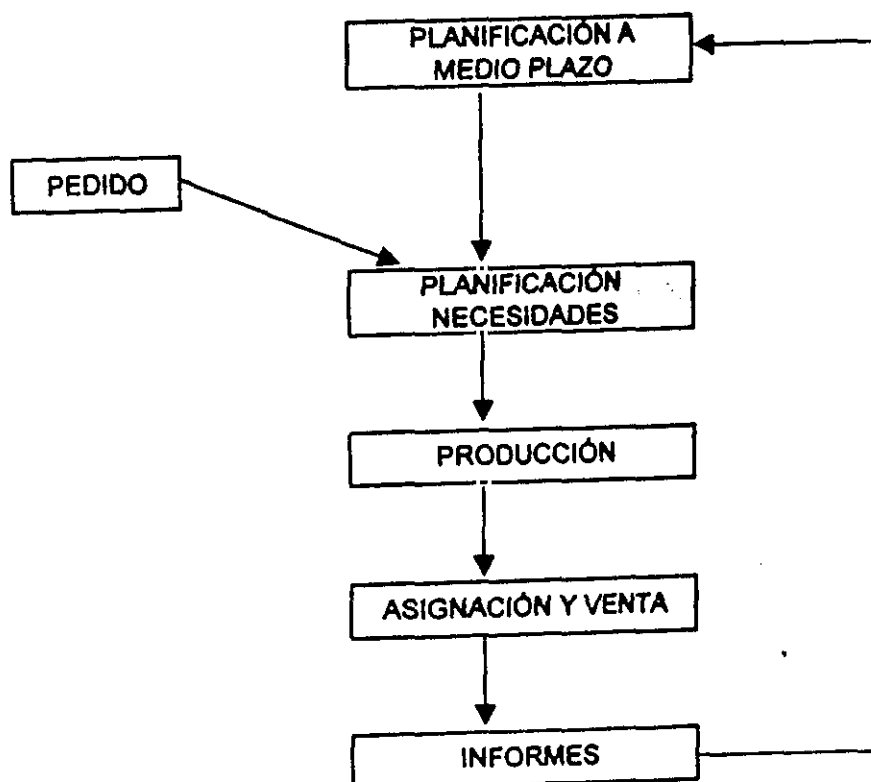 PLANIFICACIÓN A
MEDIO PLAZO
PEDIDO
PLANIFICACIÓN
NECESIDADES
PRODUCCIÓN
ASIGNACIÓN Y VENTA
INFORMES